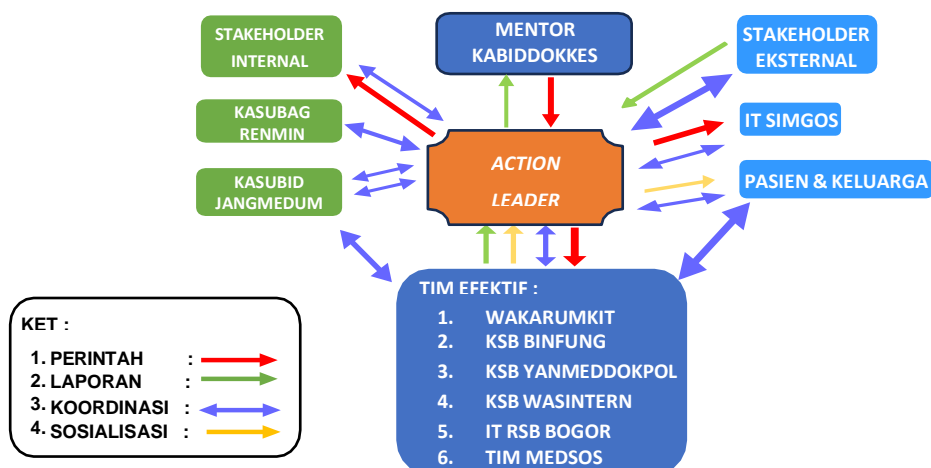 STAKEHOLDER
INTERNAL
MENTOR
KABIDDOKKES
STAKEHOLDER
EKSTERNAL
KASUBAG
RENMIN
IT SIMGOS
KASUBID
JANGMEDUM
ACTION
LEADER
PASIEN & KELUARGA
TIM EFEKTIF :
1. WAKARUMKIT
2. KSB BINFUNG
3. KSB YANMEDDOKPOL
4. KSB WASINTERN
5. IT RSB BOGOR
6. TIM MEDSOS
KET :
1. PERINTAH :
2. LAPORAN :
3. KOORDINASI :
4. SOSIALISASI :